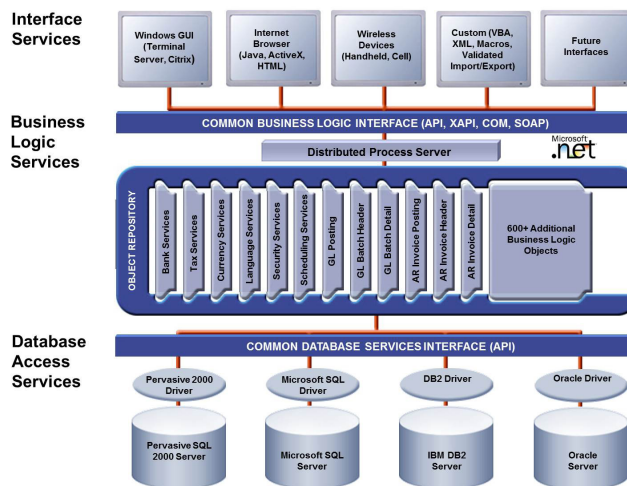 Interface
Services
Windows GUI
(Terminal
Server, Citrix)
Internet
Browser
(Java, ActiveX,
HTML)
Wireless
Devices
(Handheld, Cell)
Custom (VBA,
XML, Macros,
Validated
Import/Export)
Future
Interfaces
Business
Logic
Services
COMMON BUSINESS LOGIC INTERFACE (API, XAPI, COM, SOAP)
Distributed Process Server
Microsoft
.net
OBJECT REPOSITORY
Bank Services
Tax Services
Currency Services
Language Services
Security Services
Scheduling Services
GL Posting
GL Batch Header
GL Batch Detail
AR Invoice Posting
AR Invoice Header
AR Invoice Detail
600+ Additional
Business Logic
Objects
Database
Access
Services
COMMON DATABASE SERVICES INTERFACE (API)
Pervasive 2000
Driver
Microsoft SQL
Driver
DB2 Driver
Oracle Driver
Pervasive SQL
2000 Server
Microsoft SQL
Server
IBM DB2
Server
Oracle
Server